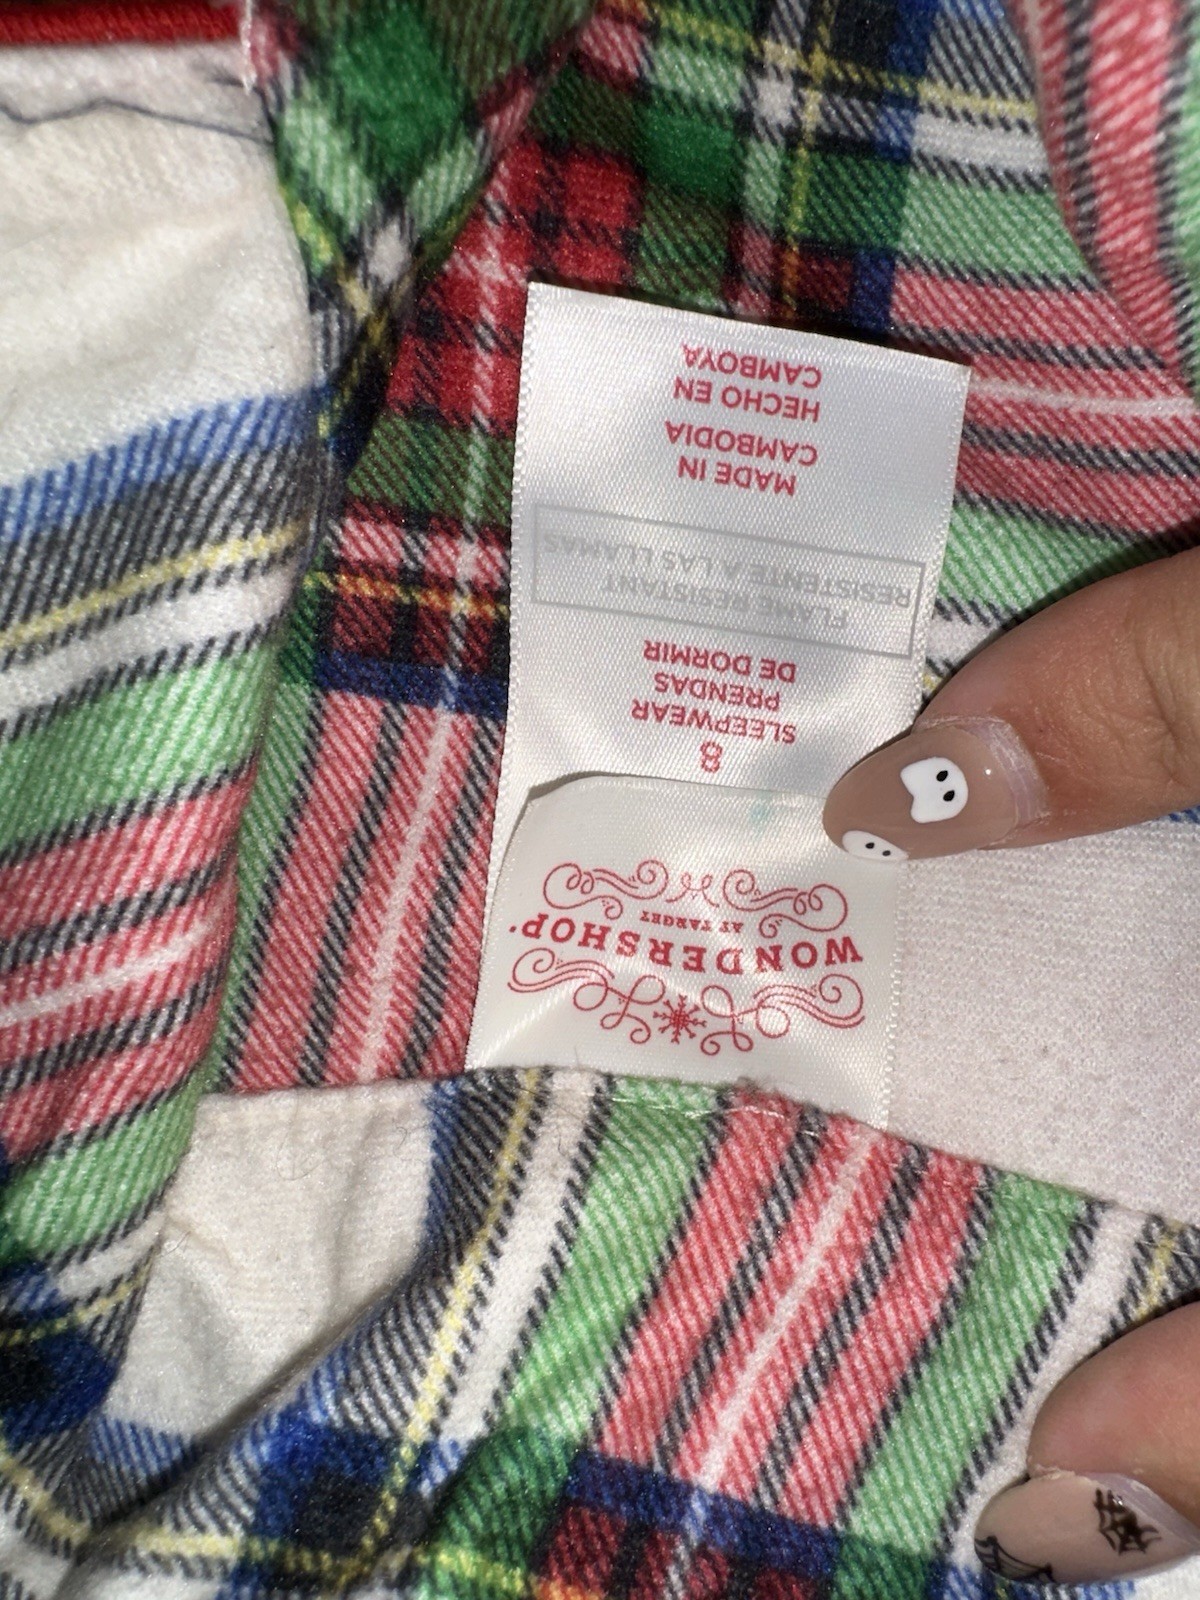 WONDERSHOP®
AT TARGET
8
SLEEPWEAR
PRENDAS
DE DORMIR
FLAME RESISTANT
RESISTENTE A LAS LLAMAS
MADE IN
CAMBODIA
HECHO EN
CAMBOYA